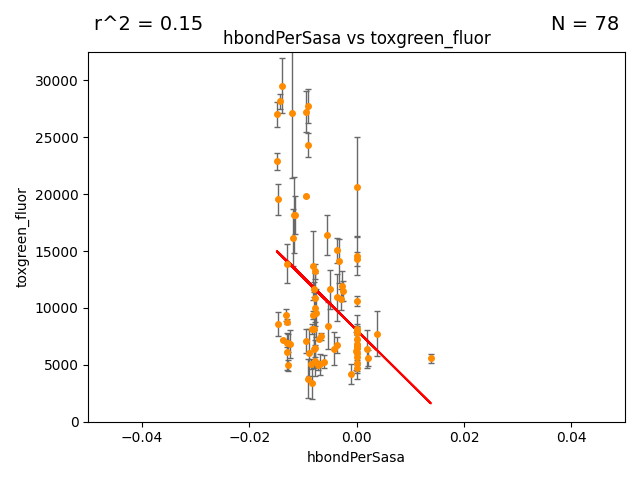 r^2 = 0.15
N = 78
hbondPerSasa vs toxgreen_fluor
30000
25000
20000
15000
10000
5000
0
toxgreen_fluor
−0.04
−0.02
0.00
0.02
0.04
hbondPerSasa